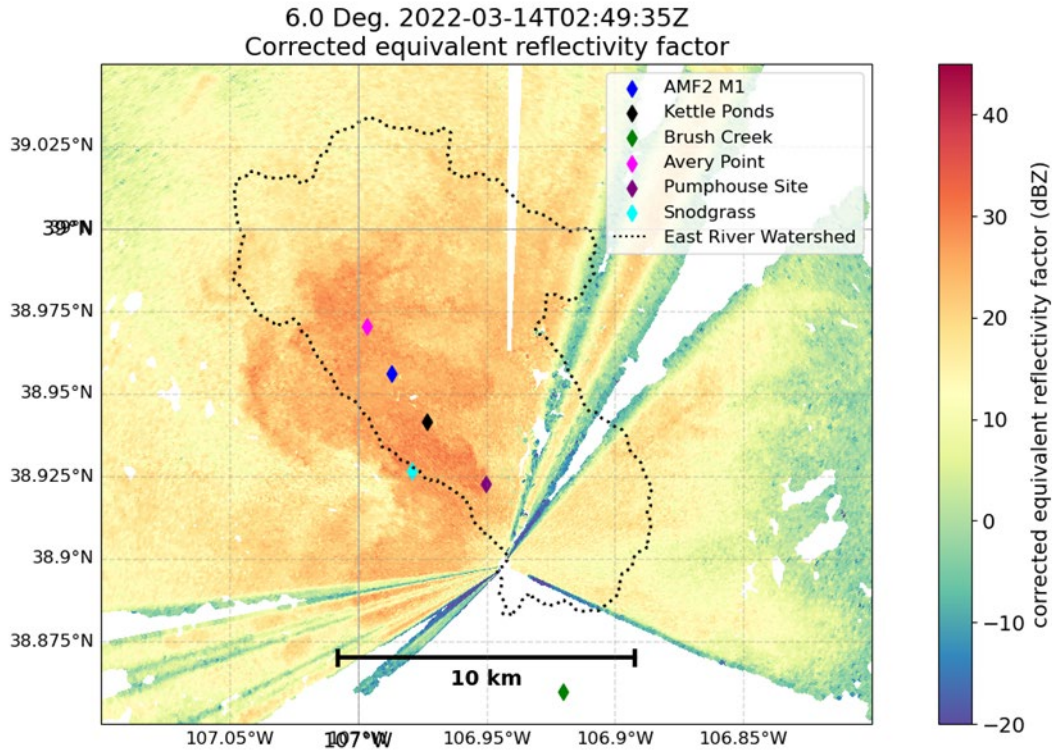 6.0 Deg. 2022-03-14T02:49:35Z
Corrected equivalent reflectivity factor
AMF2 M1
Kettle Ponds
Brush Creek
Avery Point
Pumphouse Site
Snodgrass
East River Watershed
39.025°N
39°N
38.975°N
38.95°N
38.925°N
38.9°N
38.875°N
10 km
107.05°W 107°W 106.95°W 106.9°W 106.85°W
40
30
20
10
0
−10
−20
corrected equivalent reflectivity factor (dBZ)